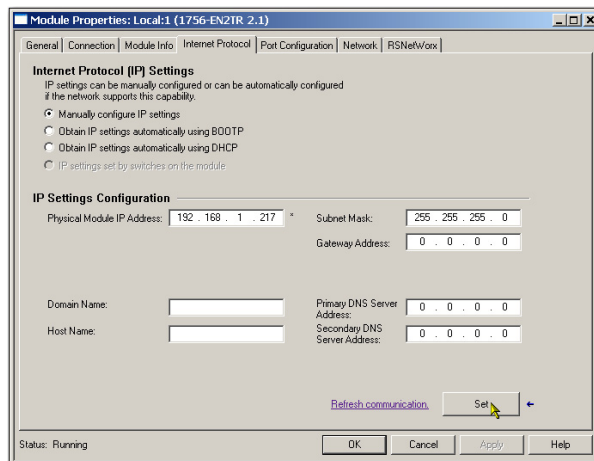 Module Properties: Local:1 (1756-EN2TR 2.1)
General Connection Module Info Internet Protocol Port Configuration Network RSNetWorx
Internet Protocol (IP) Settings
IP settings can be manually configured or can be automatically configured
if the network supports this capability.
Manually configure IP settings
Obtain IP settings automatically using BOOTP
Obtain IP settings automatically using DHCP
IP settings set by switches on the module
IP Settings Configuration
Physical Module IP Address: 192 . 168 . 1 . 217 * Subnet Mask: 255 . 255 . 255 . 0
Gateway Address: 0 . 0 . 0 . 0
Domain Name: Primary DNS Server
Address: 0 . 0 . 0 . 0
Host Name: Secondary DNS
Server Address: 0 . 0 . 0 . 0
Refresh communication. Set ←
Status: Running OK Cancel Apply Help